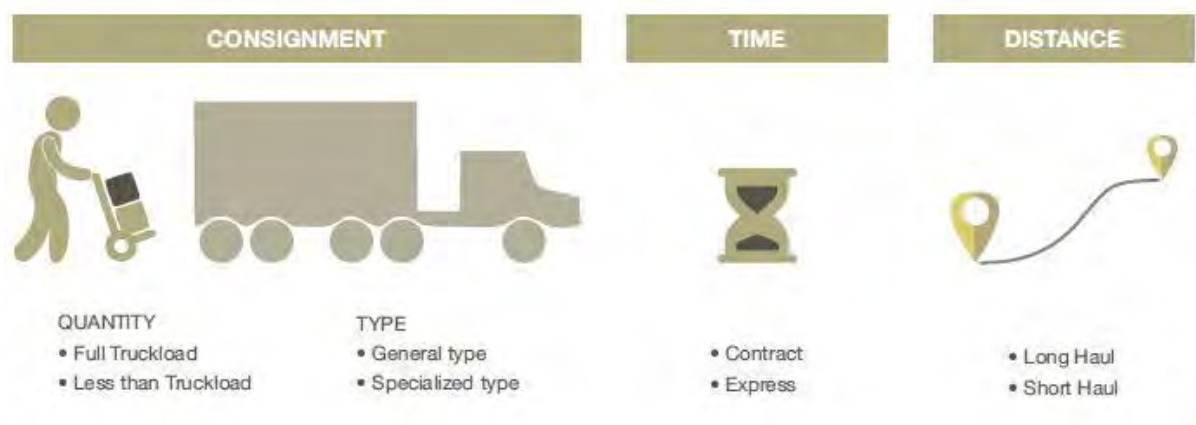 CONSIGNMENT
TIME
DISTANCE
QUANTITY
• Full Truckload
• Less than Truckload
TYPE
• General type
• Specialized type
• Contract
• Express
• Long Haul
• Short Haul